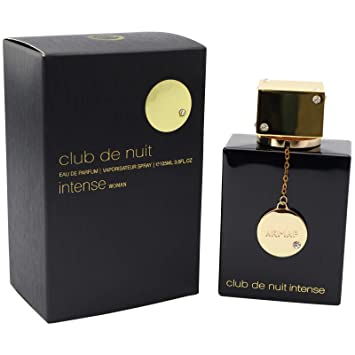 club de nuit
EAU DE PARFUM | VAPORISATEUR SPRAY | ℮105ML 3.6FL.OZ
intense WOMAN
ARMAF
club de nuit intense